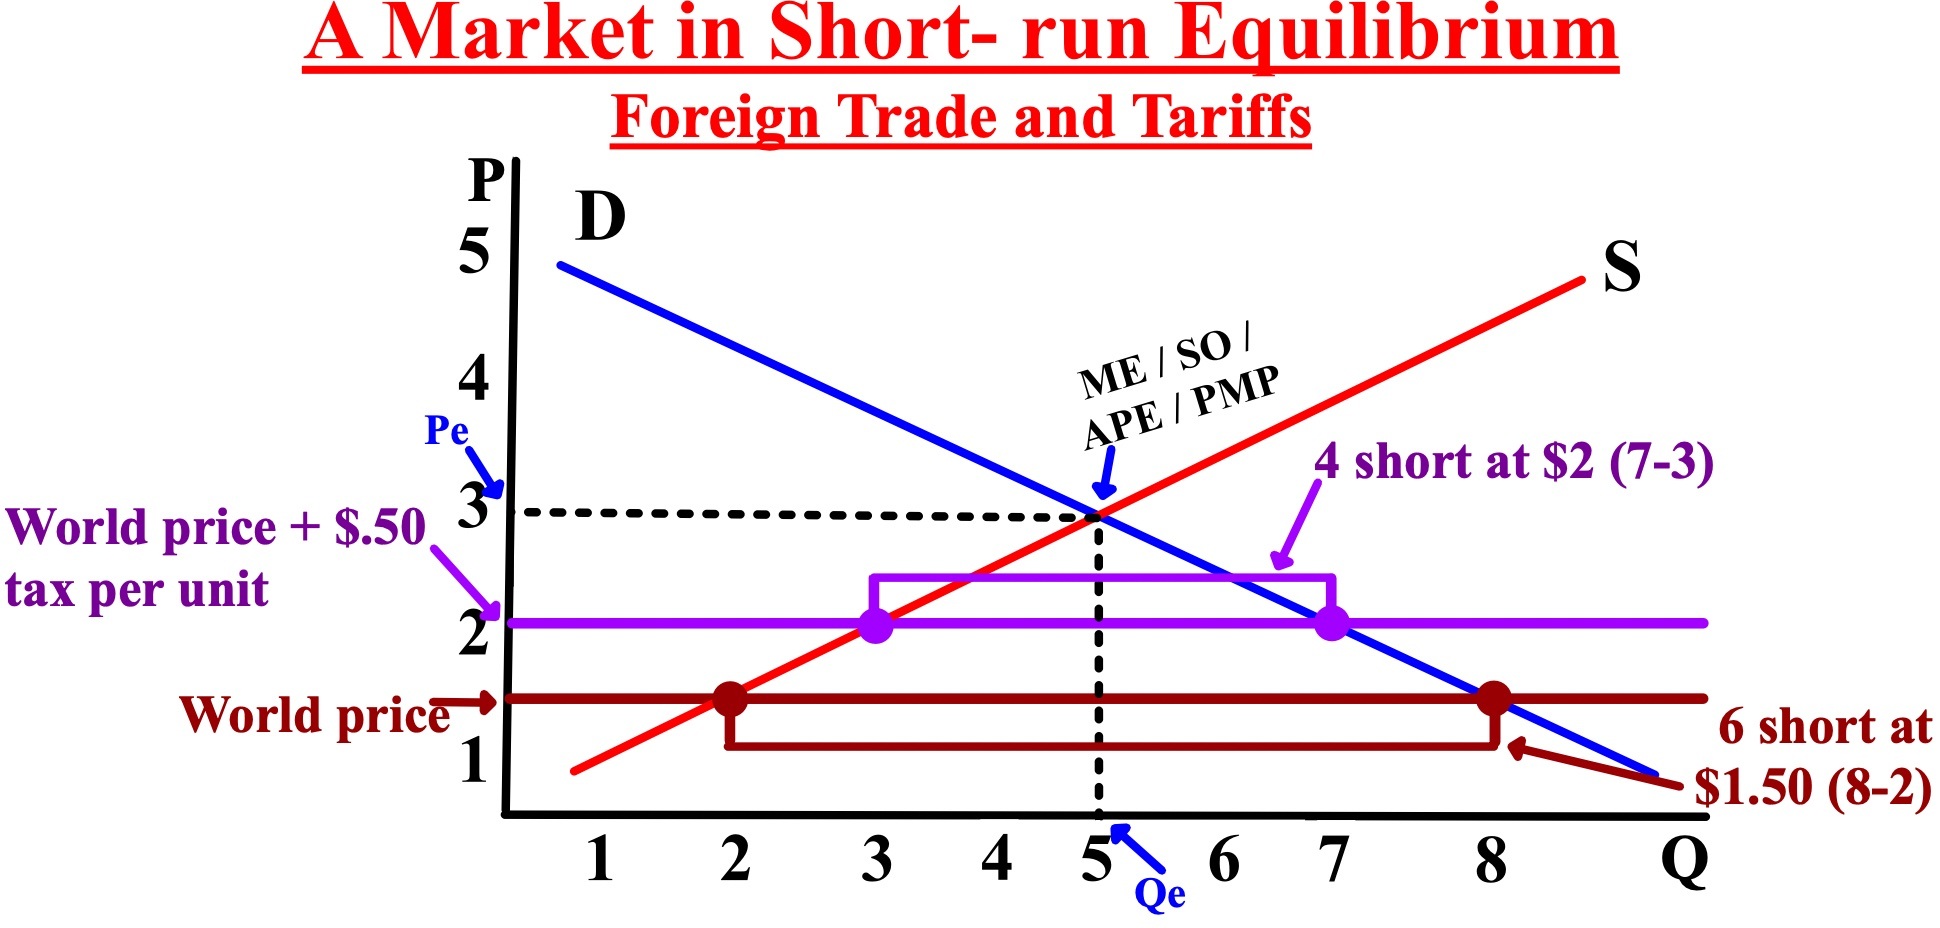 A Market in Short- run Equilibrium
Foreign Trade and Tariffs
P
D
5
S
4
ME / SO /
APE / PMP
Pe
4 short at $2 (7-3)
3
World price + $.50
tax per unit
2
World price
6 short at
$1.50 (8-2)
1
1 2 3 4 5 6 7 8 Q
Qe